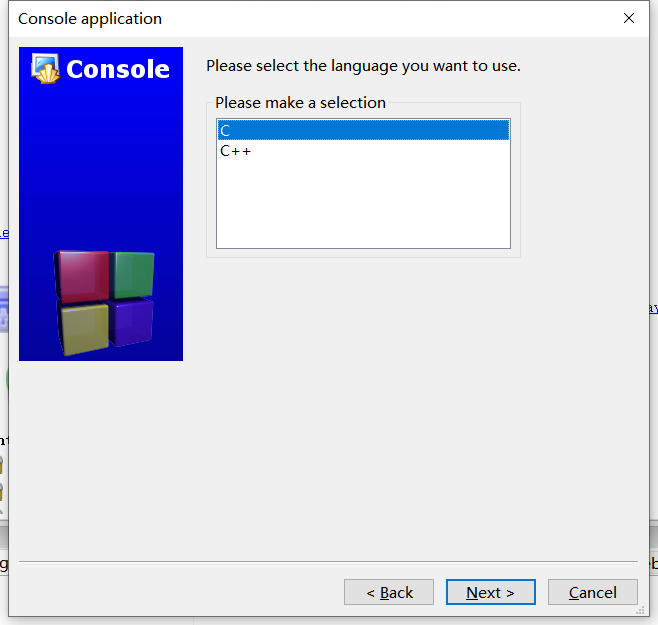 Console application
Console
Please select the language you want to use.
Please make a selection
C
C++
< Back
Next >
Cancel